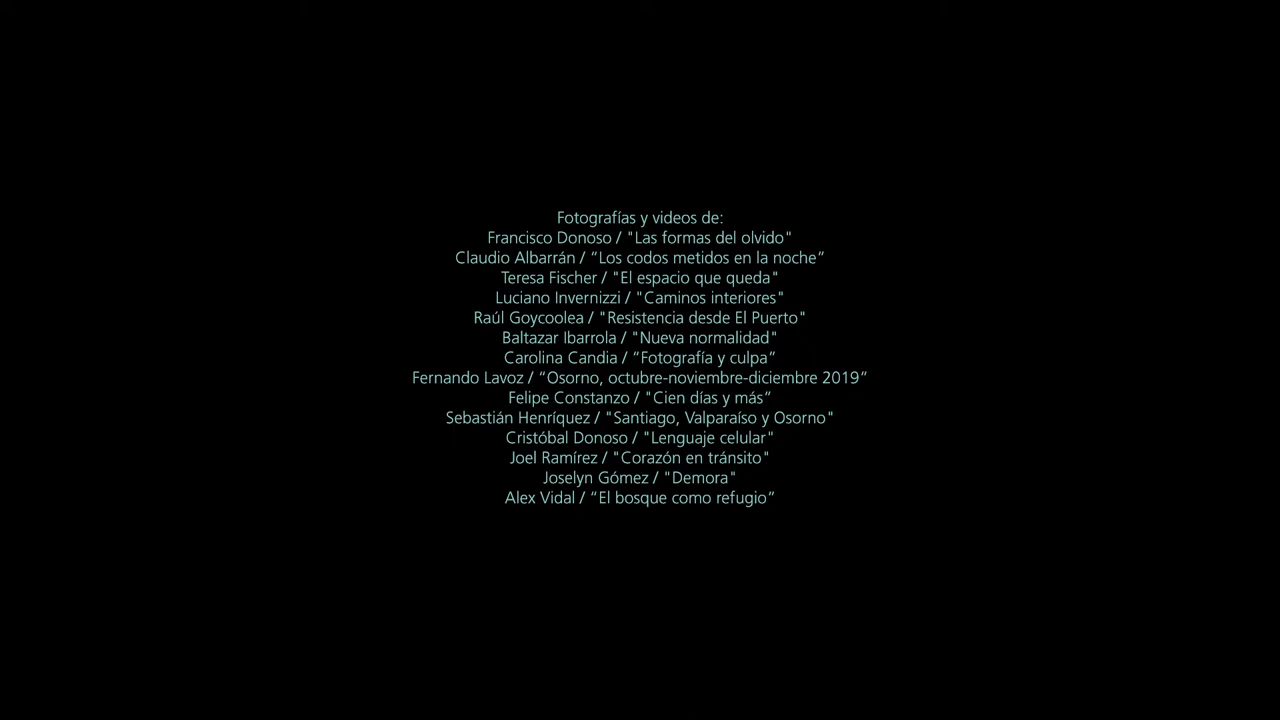 Fotografías y videos de:
Francisco Donoso / "Las formas del olvido"
Claudio Albarrán / “Los codos metidos en la noche”
Teresa Fischer / "El espacio que queda"
Luciano Invernizzi / "Caminos interiores"
Raúl Goycoolea / "Resistencia desde El Puerto"
Baltazar Ibarrola / "Nueva normalidad"
Carolina Candia / “Fotografía y culpa”
Fernando Lavoz / “Osorno, octubre-noviembre-diciembre 2019”
Felipe Constanzo / "Cien días y más”
Sebastián Henríquez / "Santiago, Valparaíso y Osorno"
Cristóbal Donoso / "Lenguaje celular"
Joel Ramírez / "Corazón en tránsito"
Joselyn Gómez / "Demora"
Alex Vidal / “El bosque como refugio”